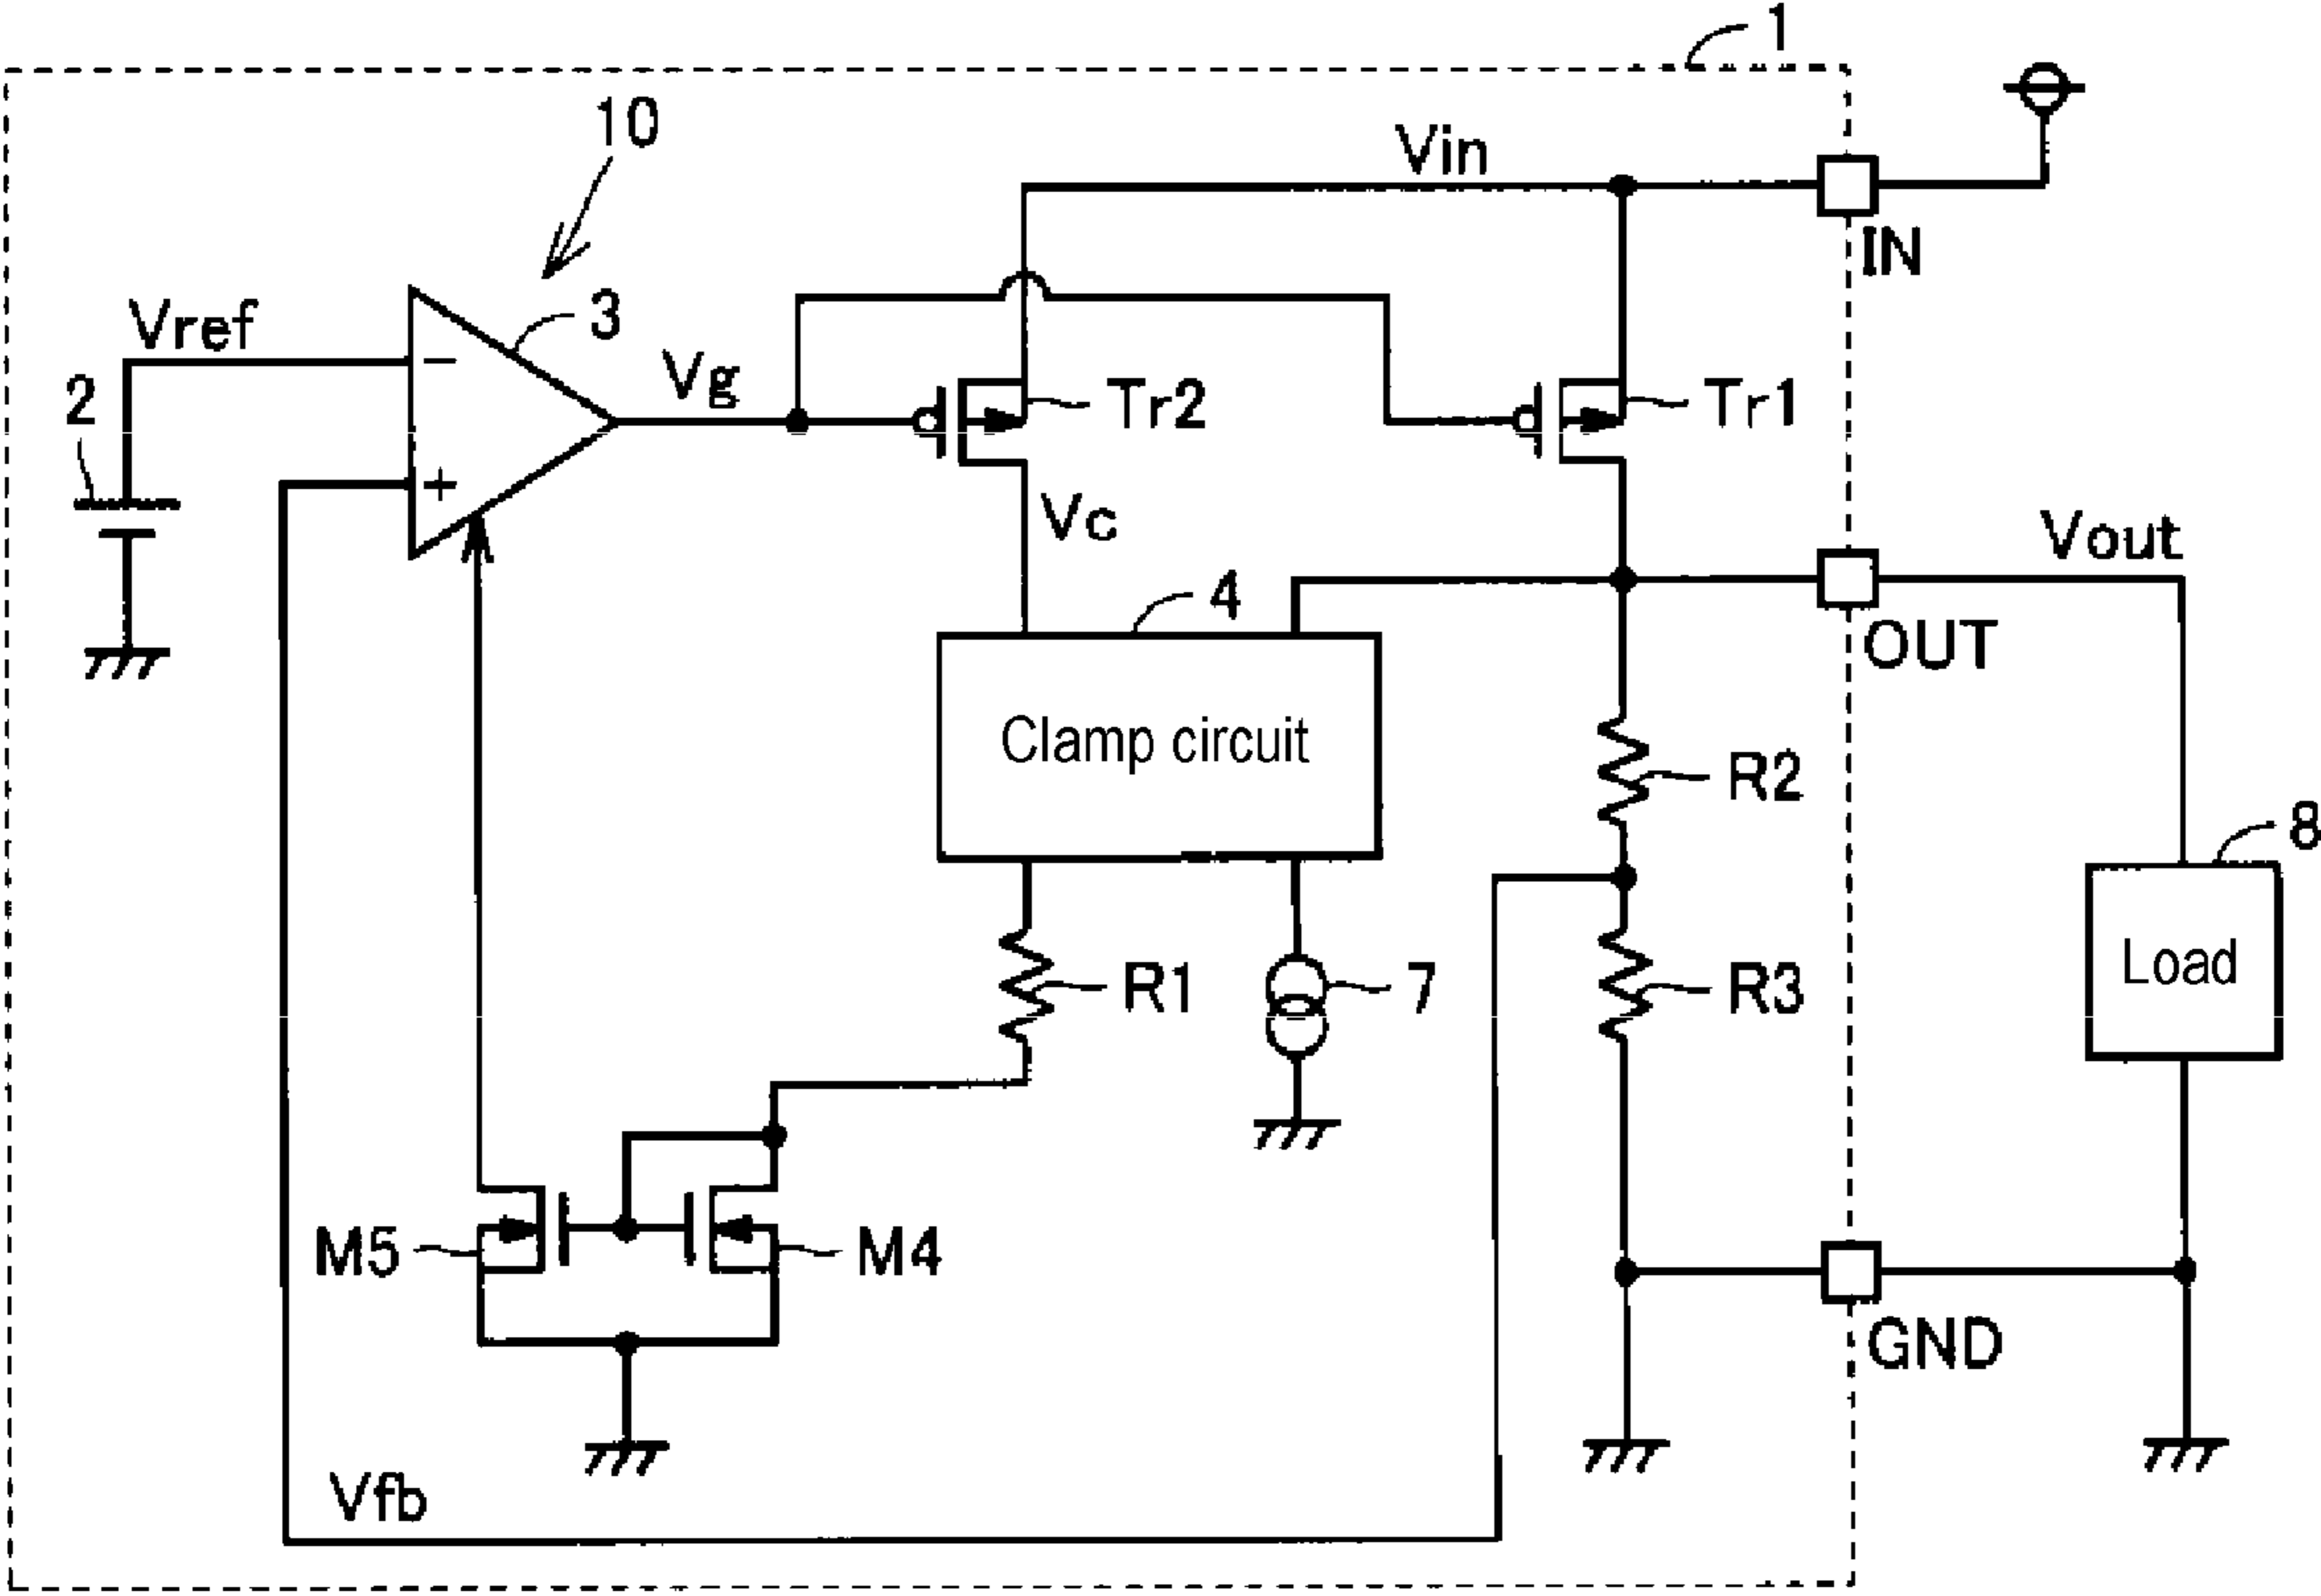 1
10
Vin
IN
Vref
3
Vg
2
−
+
Tr2
Tr1
Vc
Vout
4
OUT
Clamp circuit
R2
8
Load
R1
7
R3
M5
M4
GND
Vfb